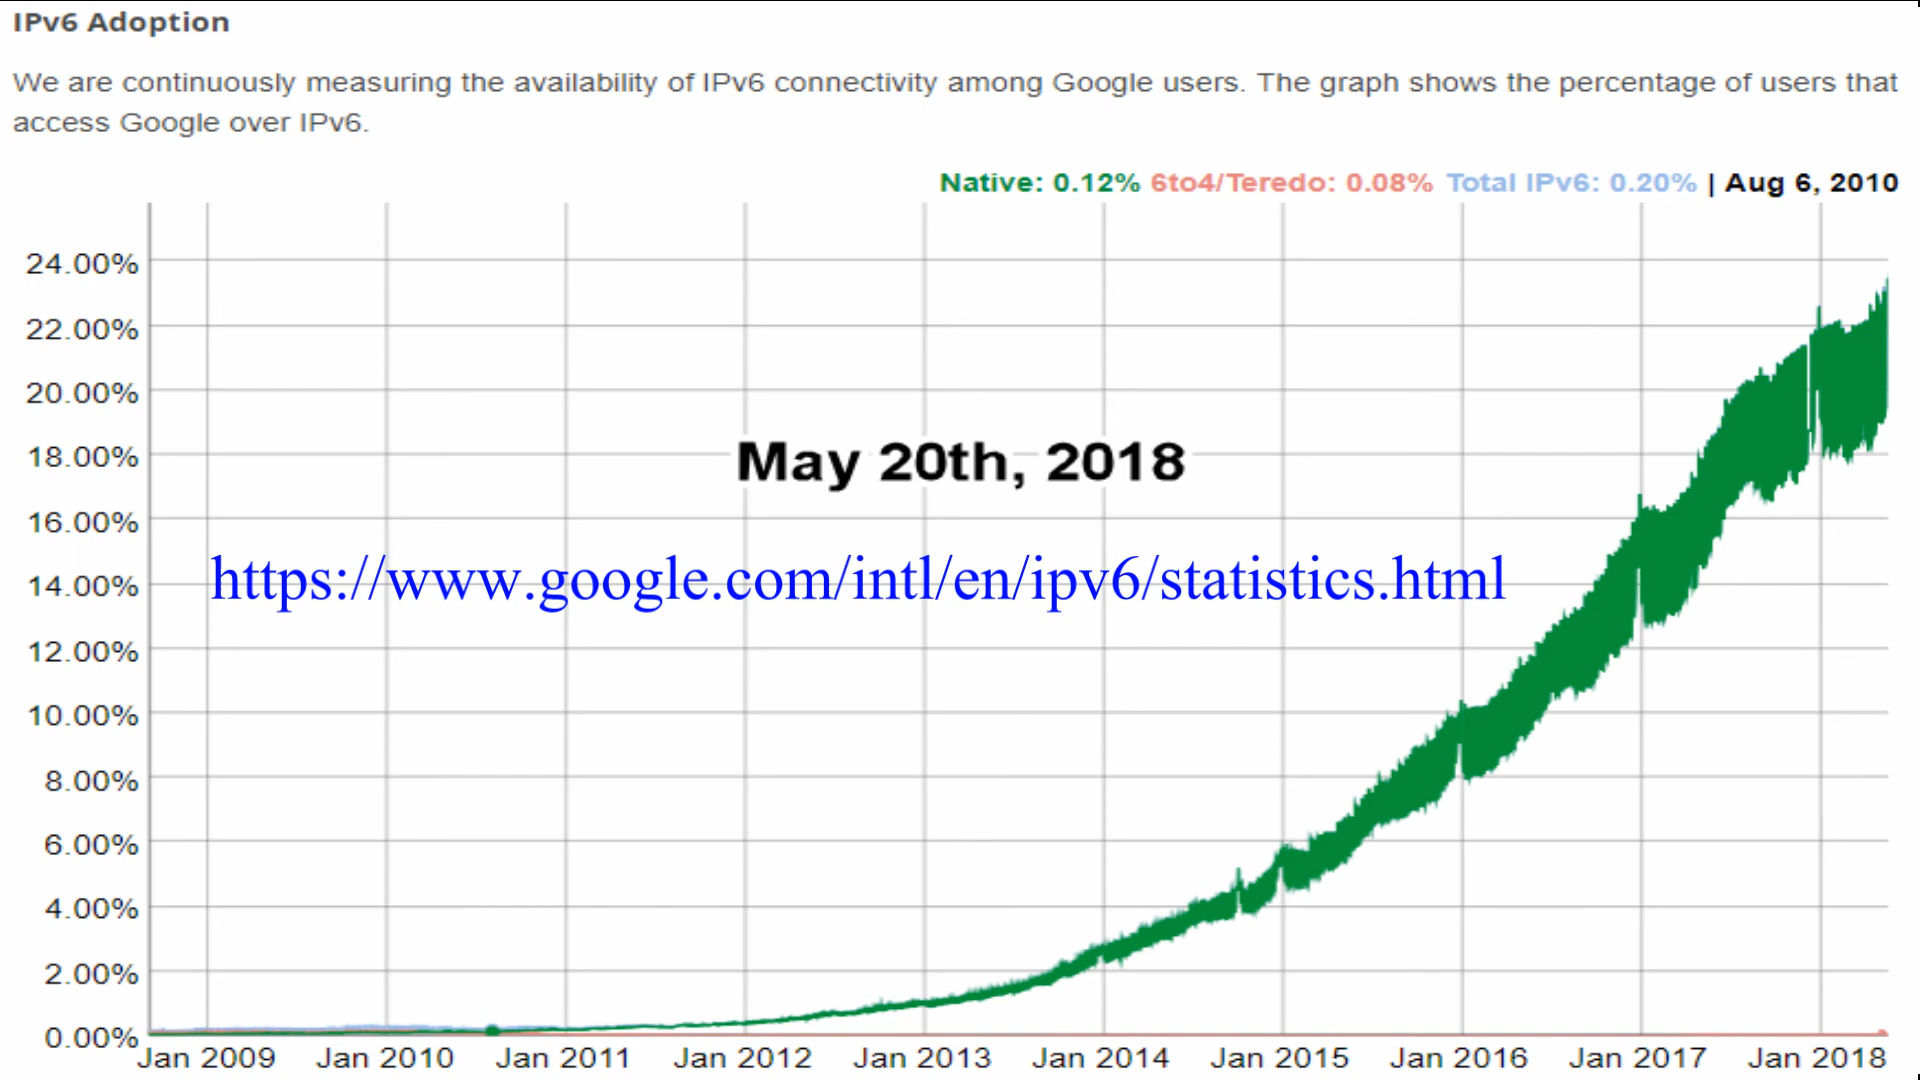 IPv6 Adoption
We are continuously measuring the availability of IPv6 connectivity among Google users. The graph shows the percentage of users that
access Google over IPv6.
Native: 0.12% 6to4/Teredo: 0.08% Total IPv6: 0.20% | Aug 6, 2010
24.00%
22.00%
20.00%
May 20th, 2018
18.00%
16.00%
https://www.google.com/intl/en/ipv6/statistics.html
14.00%
12.00%
10.00%
8.00%
6.00%
4.00%
2.00%
0.00%
Jan 2009 Jan 2010 Jan 2011 Jan 2012 Jan 2013 Jan 2014 Jan 2015 Jan 2016 Jan 2017 Jan 2018